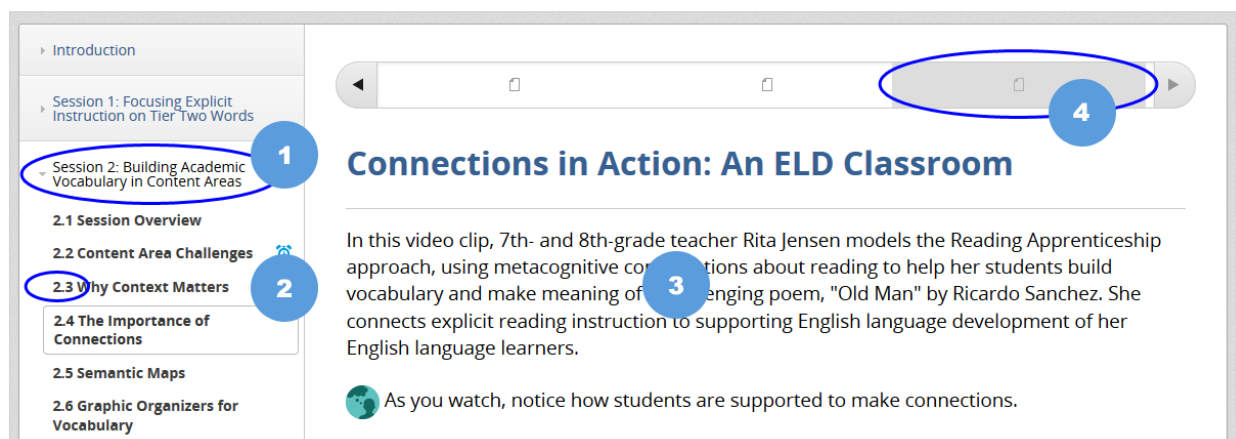 Introduction
Session 1: Focusing Explicit
Instruction on Tier Two Words
1
Session 2: Building Academic
Vocabulary in Content Areas
2.1 Session Overview
2.2 Content Area Challenges
2.3 Why Context Matters
2
2.4 The Importance of
Connections
2.5 Semantic Maps
2.6 Graphic Organizers for
Vocabulary
4
Connections in Action: An ELD Classroom
In this video clip, 7th- and 8th-grade teacher Rita Jensen models the Reading Apprenticeship
approach, using metacognitive tions about reading to help her students build
vocabulary and make meaning of enging poem, "Old Man" by Ricardo Sanchez. She
3
connects explicit reading instruction to supporting English language development of her
English language learners.
As you watch, notice how students are supported to make connections.